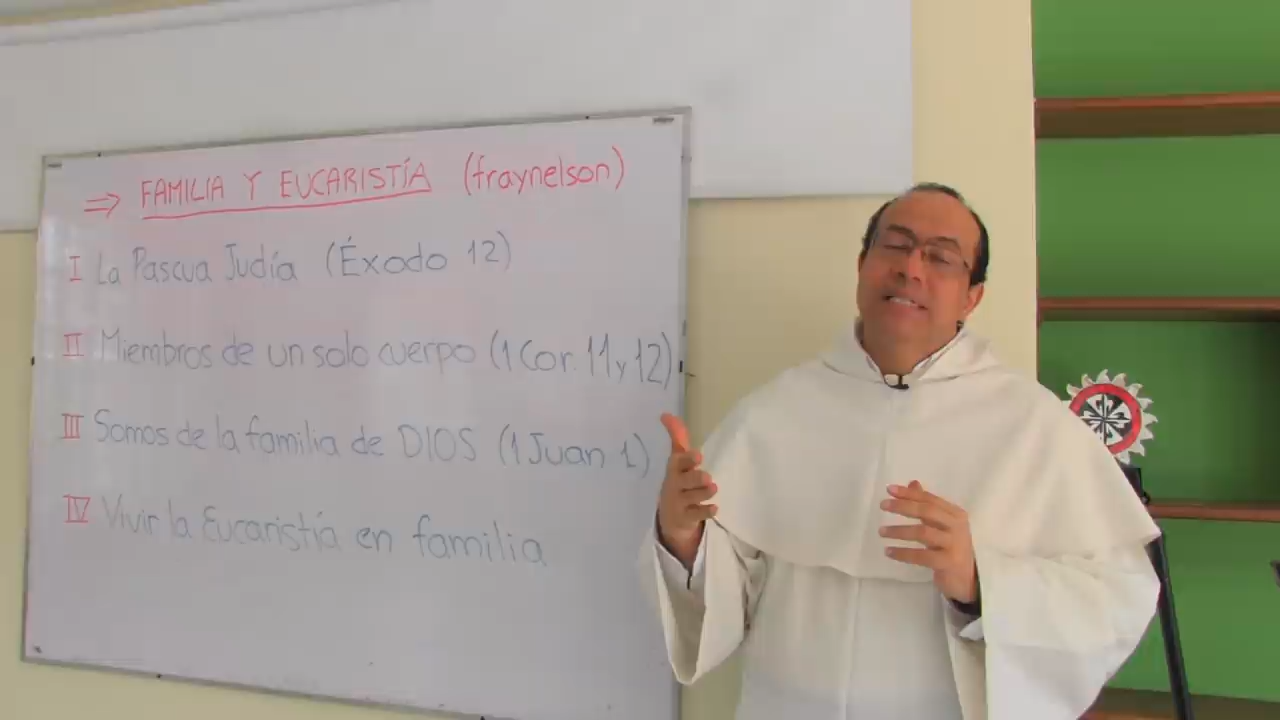 ⇒ FAMILIA Y EUCARISTÍA (fraynelson)
I La Pascua Judía (Éxodo 12)
II Miembros de un solo cuerpo (1 Cor. 11 y 12)
III Somos de la familia de DIOS (1 Juan 1)
IV Vivir la Eucaristía en familia